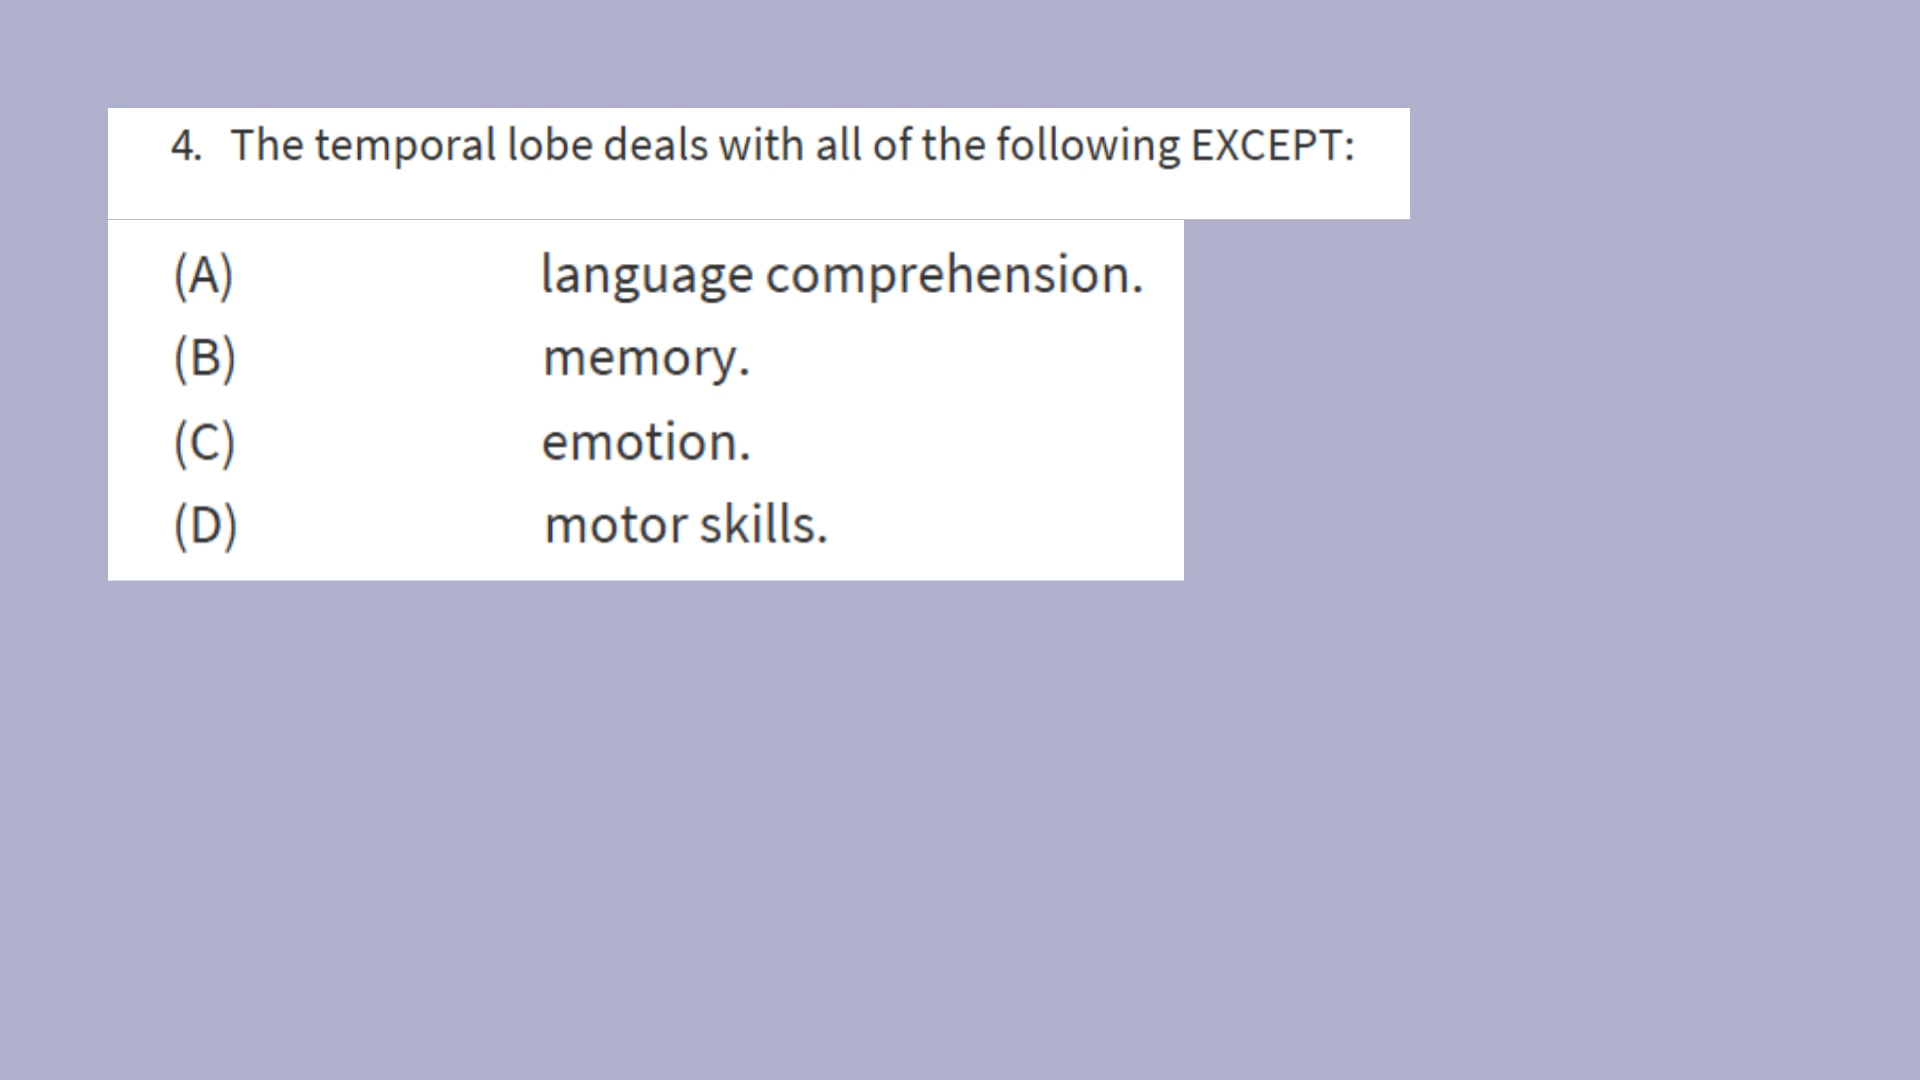 4. The temporal lobe deals with all of the following EXCEPT:
(A) language comprehension.
(B) memory.
(C) emotion.
(D) motor skills.